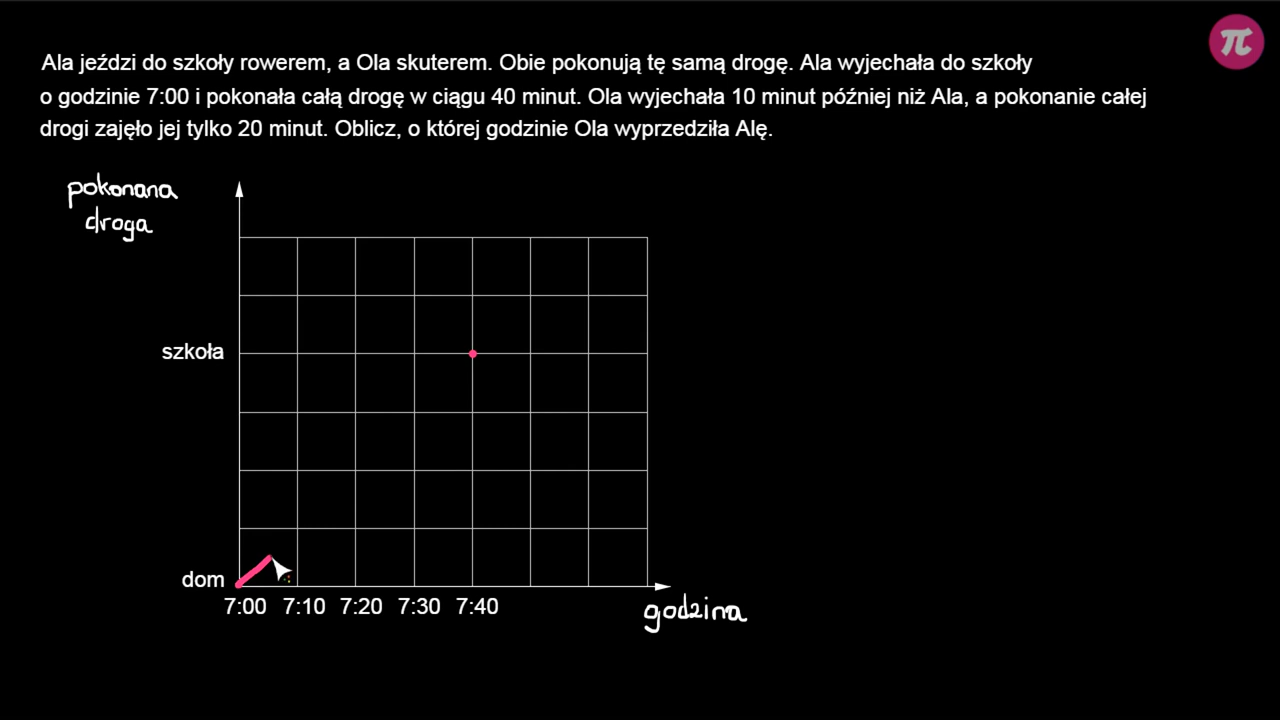 π
Ala jeździ do szkoły rowerem, a Ola skuterem. Obie pokonują tę samą drogę. Ala wyjechała do szkoły
o godzinie 7:00 i pokonała całą drogę w ciągu 40 minut. Ola wyjechała 10 minut później niż Ala, a pokonanie całej
drogi zajęło jej tylko 20 minut. Oblicz, o której godzinie Ola wyprzedziła Alę.
pokonana
droga
szkoła
dom
7:00 7:10 7:20 7:30 7:40
godzina